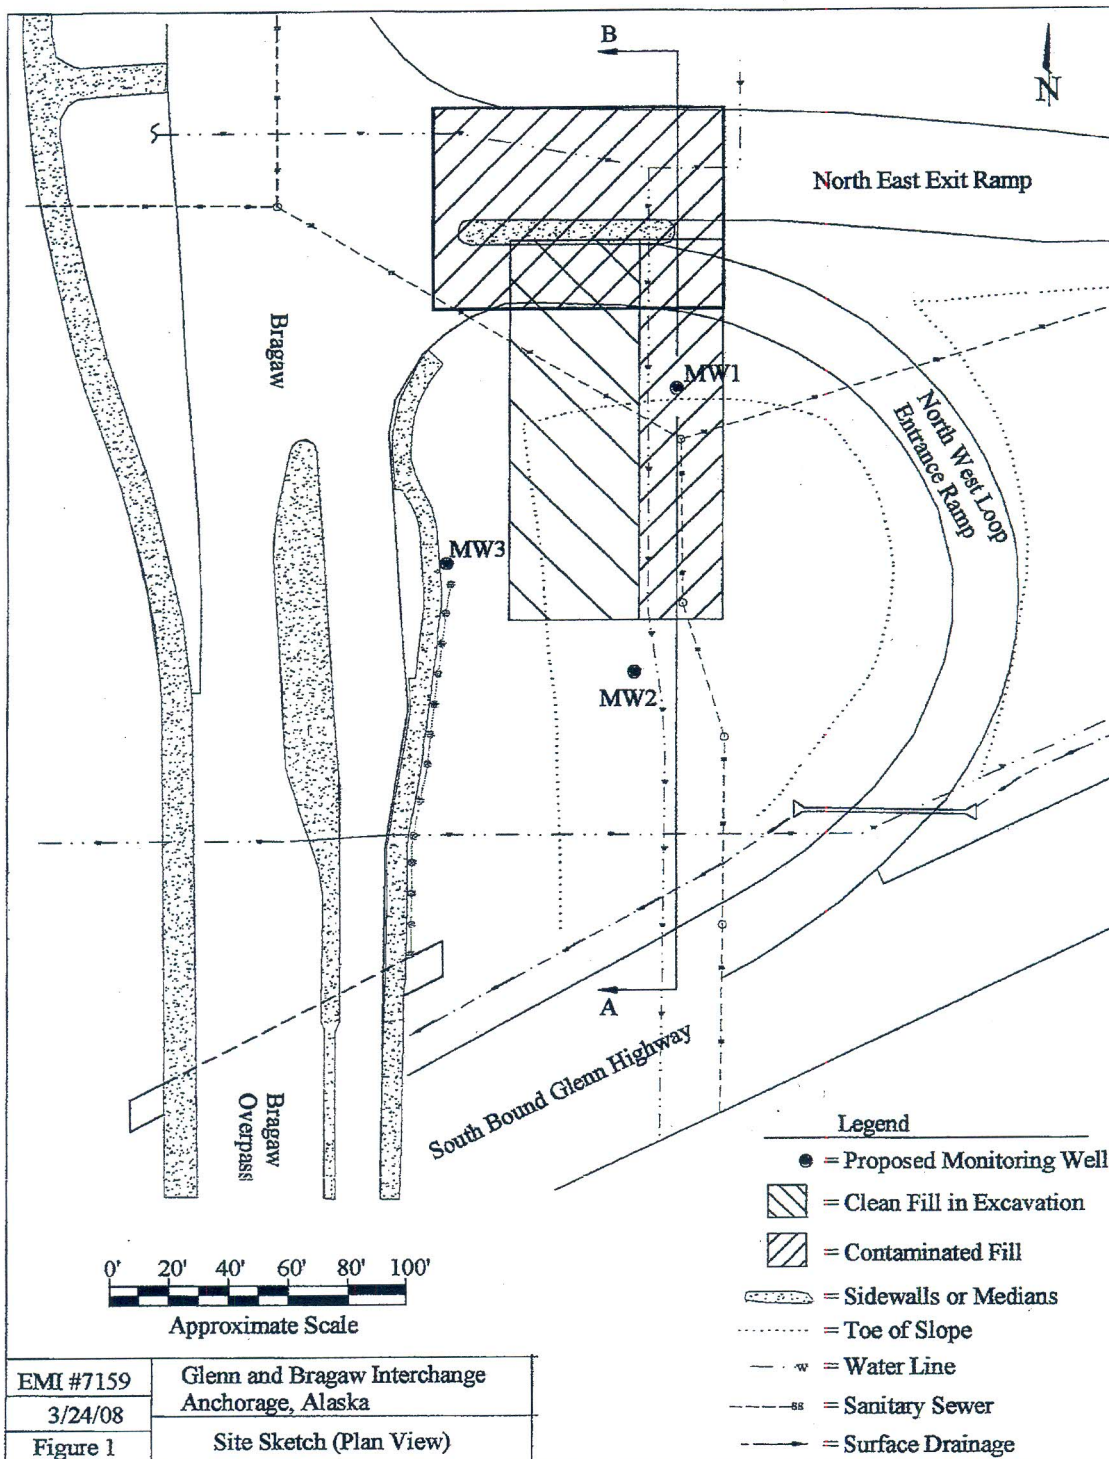 B
N
North East Exit Ramp
Bragaw
MW1
North West Loop
Entrance Ramp
MW3
MW2
A
South Bound Glenn Highway
Bragaw
Overpass
Legend
= Proposed Monitoring Well
= Clean Fill in Excavation
= Contaminated Fill
= Sidewalls or Medians
= Toe of Slope
w = Water Line
ss = Sanitary Sewer
= Surface Drainage
0' 20' 40' 60' 80' 100'
Approximate Scale
EMI #7159
Glenn and Bragaw Interchange
Anchorage, Alaska
3/24/08
Figure 1
Site Sketch (Plan View)